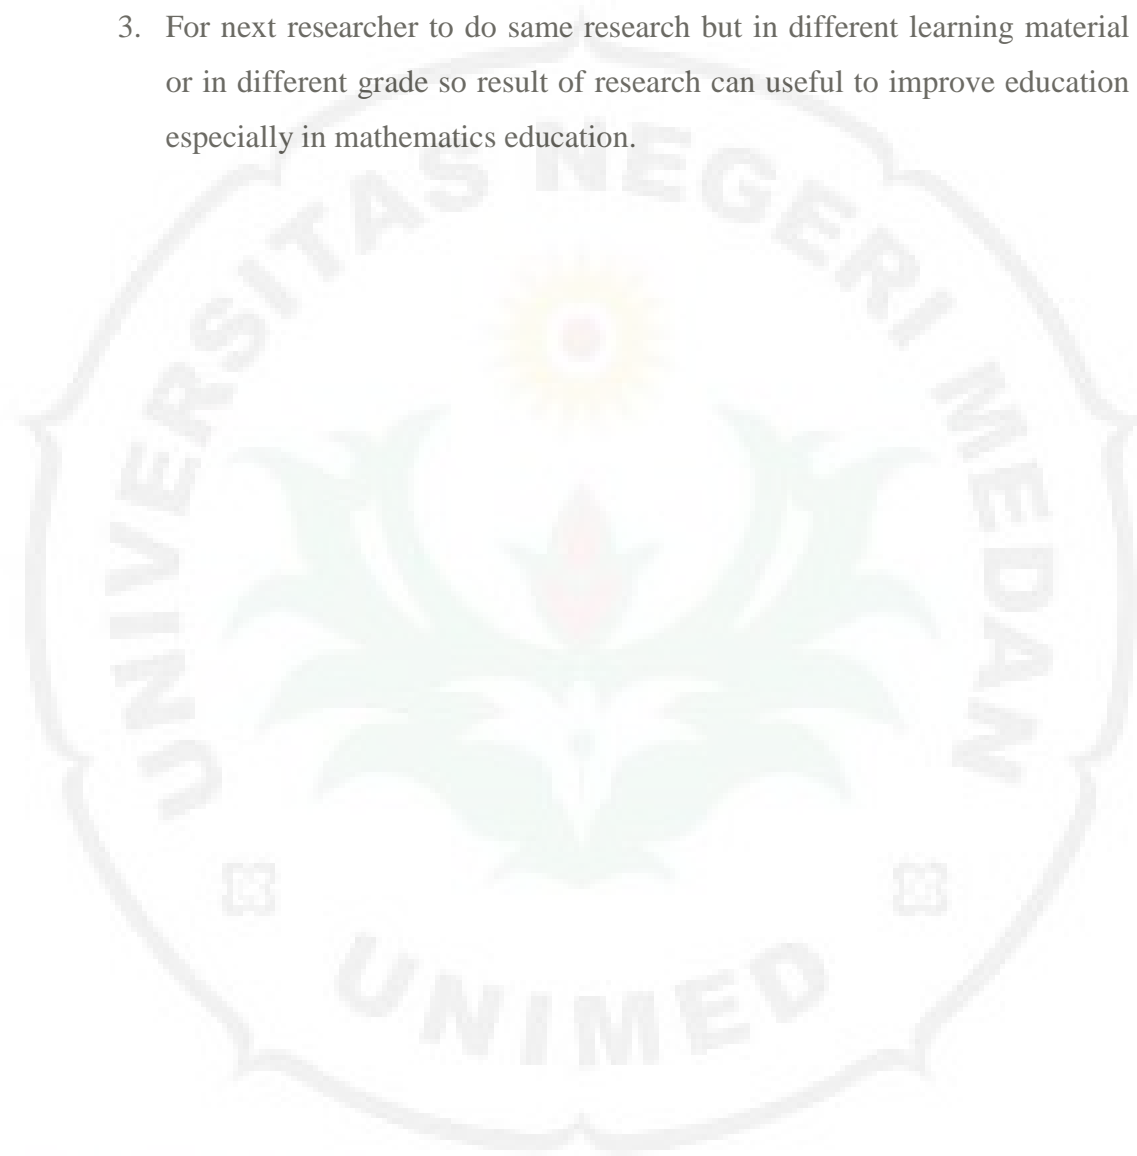 3. For next researcher to do same research but in different learning material
or in different grade so result of research can useful to improve education
especially in mathematics education.
UNIVERSITAS NEGERI MEDAN
UNIMED